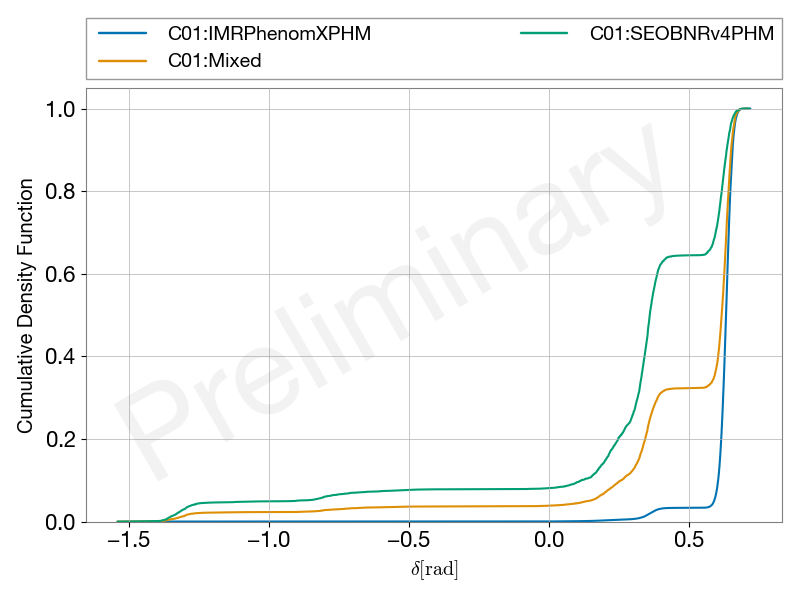 C01:IMRPhenomXPHM
C01:Mixed
C01:SEOBNRv4PHM
Cumulative Density Function
1.0
0.8
0.6
0.4
0.2
0.0
Preliminary
−1.5 −1.0 −0.5 0.0 0.5
δ[rad]